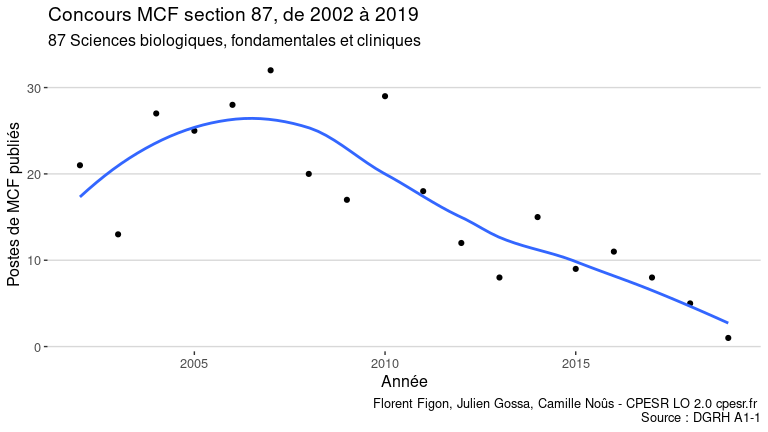 Concours MCF section 87, de 2002 à 2019
87 Sciences biologiques, fondamentales et cliniques
Postes de MCF publiés
30
20
10
0
2005
2010
2015
Année
Florent Figon, Julien Gossa, Camille Noûs - CPESR LO 2.0 cpesr.fr
Source : DGRH A1-1